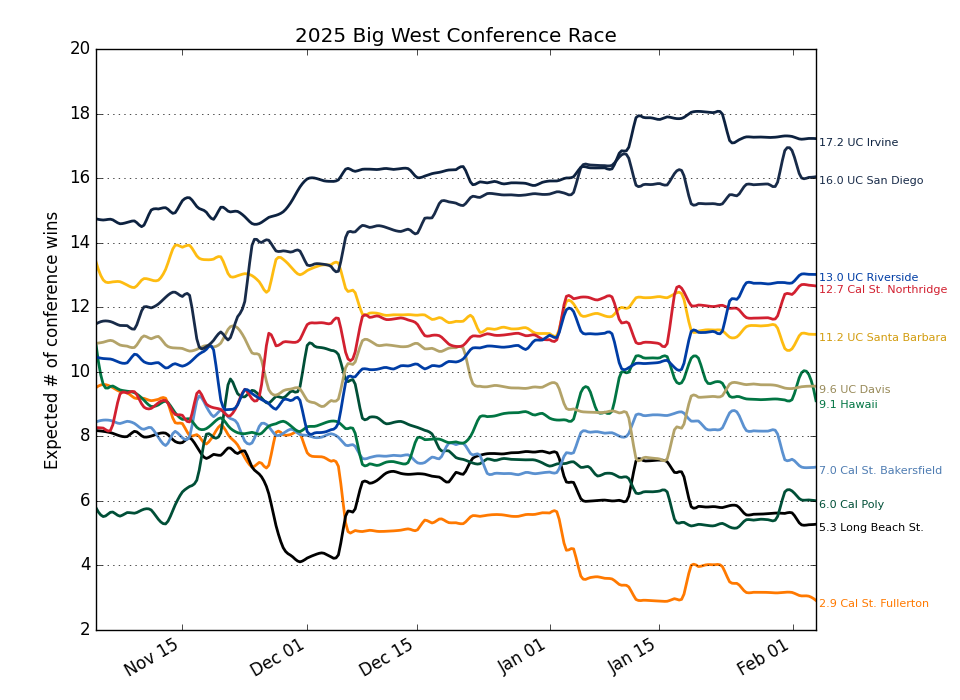 2025 Big West Conference Race
Expected # of conference wins
20
18
16
14
12
10
8
6
4
2
17.2 UC Irvine
16.0 UC San Diego
13.0 UC Riverside
12.7 Cal St. Northridge
11.2 UC Santa Barbara
9.6 UC Davis
9.1 Hawaii
7.0 Cal St. Bakersfield
6.0 Cal Poly
5.3 Long Beach St.
2.9 Cal St. Fullerton
Nov 15
Dec 01
Dec 15
Jan 01
Jan 15
Feb 01